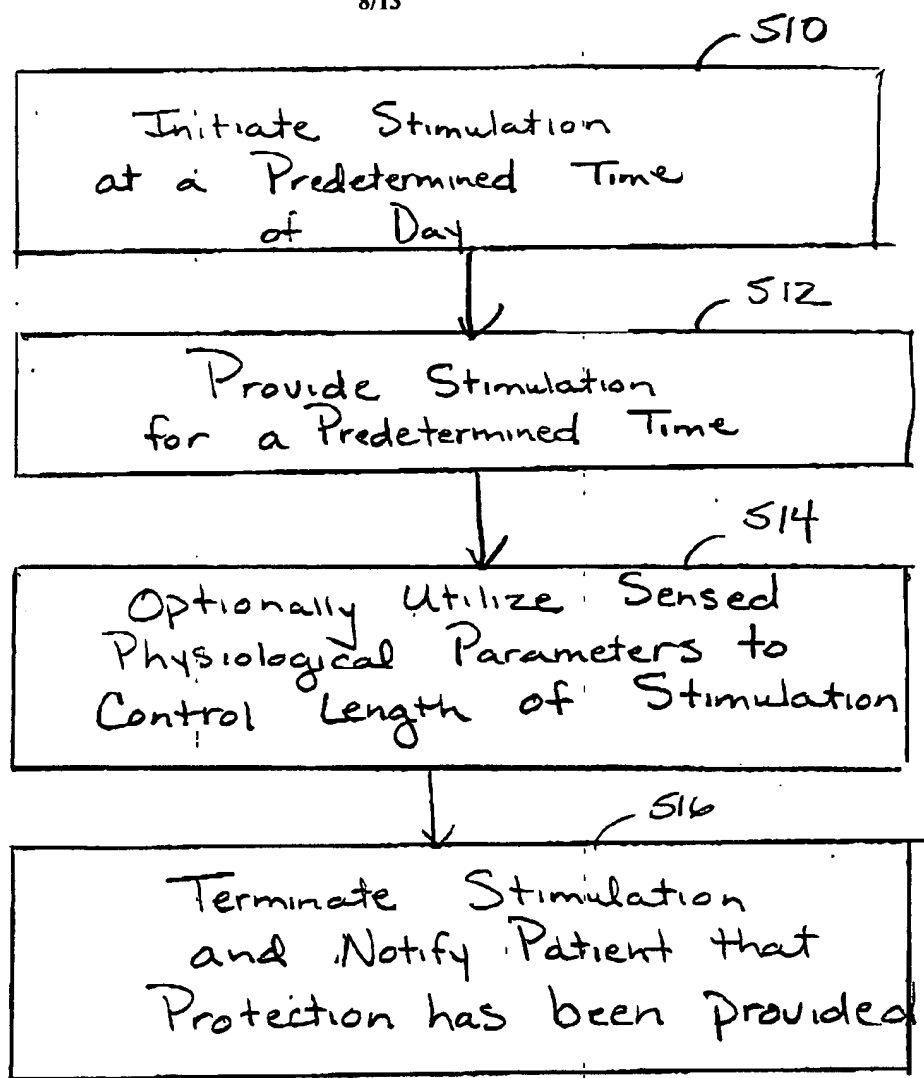 8/13
510
Initiate Stimulation
at a Predetermined Time
of Day
512
Provide Stimulation
for a Predetermined Time
514
Optionally Utilize Sensed
Physiological Parameters to
Control Length of Stimulation
516
Terminate Stimulation
and Notify Patient that
Protection has been provided